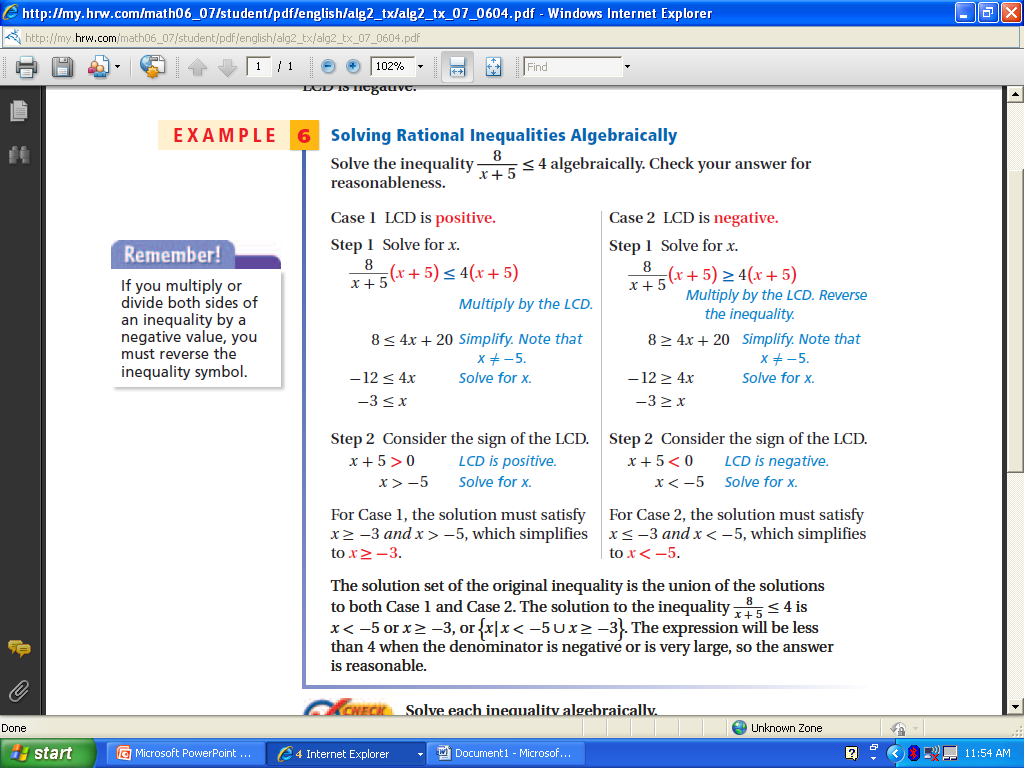 http://my.hrw.com/math06_07/student/pdf/english/alg2_tx/alg2_tx_07_0604.pdf - Windows Internet Explorer
http://my.hrw.com/math06_07/student/pdf/english/alg2_tx/alg2_tx_07_0604.pdf
1 / 1 102% Find
LCD is negative.
EXAMPLE 6 Solving Rational Inequalities Algebraically
Solve the inequality 8/(x + 5) ≤ 4 algebraically. Check your answer for
reasonableness.
Remember!
If you multiply or
divide both sides of
an inequality by a
negative value, you
must reverse the
inequality symbol.
Case 1 LCD is positive.
Step 1 Solve for x.
8/(x + 5) (x + 5) ≤ 4(x + 5)
Multiply by the LCD.
8 ≤ 4x + 20 Simplify. Note that
x ≠ −5.
−12 ≤ 4x Solve for x.
−3 ≤ x
Step 2 Consider the sign of the LCD.
x + 5 > 0 LCD is positive.
x > −5 Solve for x.
For Case 1, the solution must satisfy
x ≥ −3 and x > −5, which simplifies
to x ≥ −3.
Case 2 LCD is negative.
Step 1 Solve for x.
8/(x + 5) (x + 5) ≥ 4(x + 5)
Multiply by the LCD. Reverse
the inequality.
8 ≥ 4x + 20 Simplify. Note that
x ≠ −5.
−12 ≥ 4x Solve for x.
−3 ≥ x
Step 2 Consider the sign of the LCD.
x + 5 < 0 LCD is negative.
x < −5 Solve for x.
For Case 2, the solution must satisfy
x ≤ −3 and x < −5, which simplifies
to x < −5.
The solution set of the original inequality is the union of the solutions
to both Case 1 and Case 2. The solution to the inequality 8/(x + 5) ≤ 4 is
x < −5 or x ≥ −3, or {x | x < −5 ∪ x ≥ −3}. The expression will be less
than 4 when the denominator is negative or is very large, so the answer
is reasonable.
CHECK Solve each inequality algebraically.
Done Unknown Zone
start Microsoft PowerPoint ... 4 Internet Explorer Document1 - Microsof... 11:54 AM